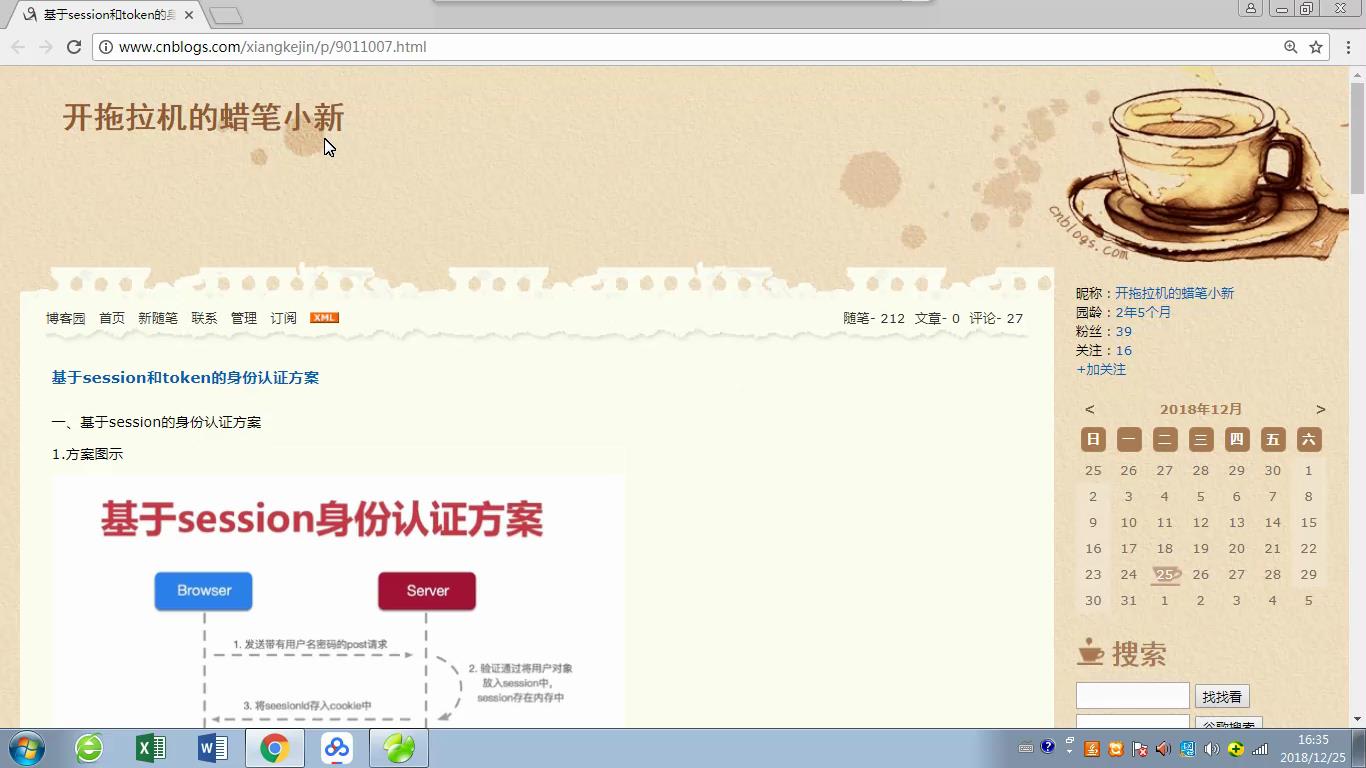 基于session和token的身
www.cnblogs.com/xiangkejin/p/9011007.html
开拖拉机的蜡笔小新
cnblogs.com
博客园 首页 新随笔 联系 管理 订阅 XML
随笔- 212 文章- 0 评论- 27
基于session和token的身份认证方案
一、基于session的身份认证方案
1.方案图示
基于session身份认证方案
Browser
Server
1. 发送带有用户名密码的post请求
2. 验证通过将用户对象
放入session中,
session存在内存中
3. 将seesionId存入cookie中
昵称：开拖拉机的蜡笔小新
园龄：2年5个月
粉丝：39
关注：16
+加关注
< 2018年12月 >
日 一 二 三 四 五 六
25 26 27 28 29 30 1
2 3 4 5 6 7 8
9 10 11 12 13 14 15
16 17 18 19 20 21 22
23 24 25 26 27 28 29
30 31 1 2 3 4 5
搜索
找找看
谷歌搜索
16:35
2018/12/25